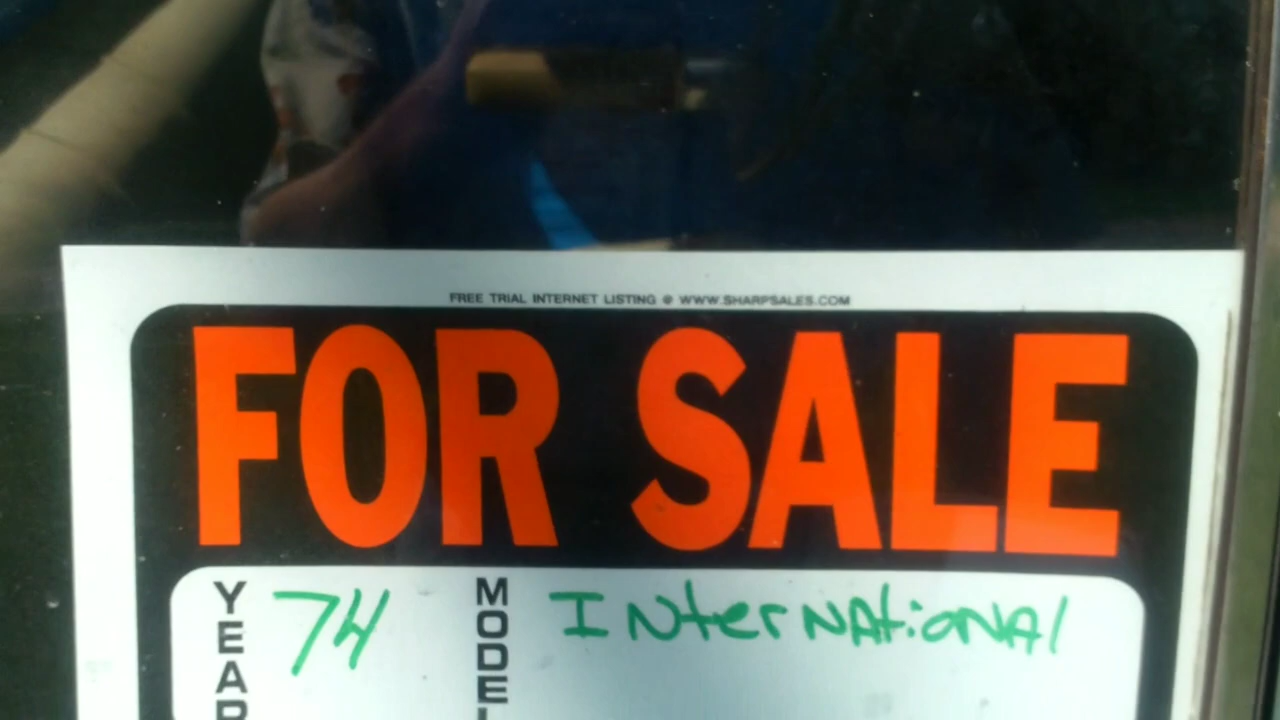 FREE TRIAL INTERNET LISTING @ WWW.SHARPSALES.COM
FOR SALE
YEAR 74 MODEL INterNAtioNAl